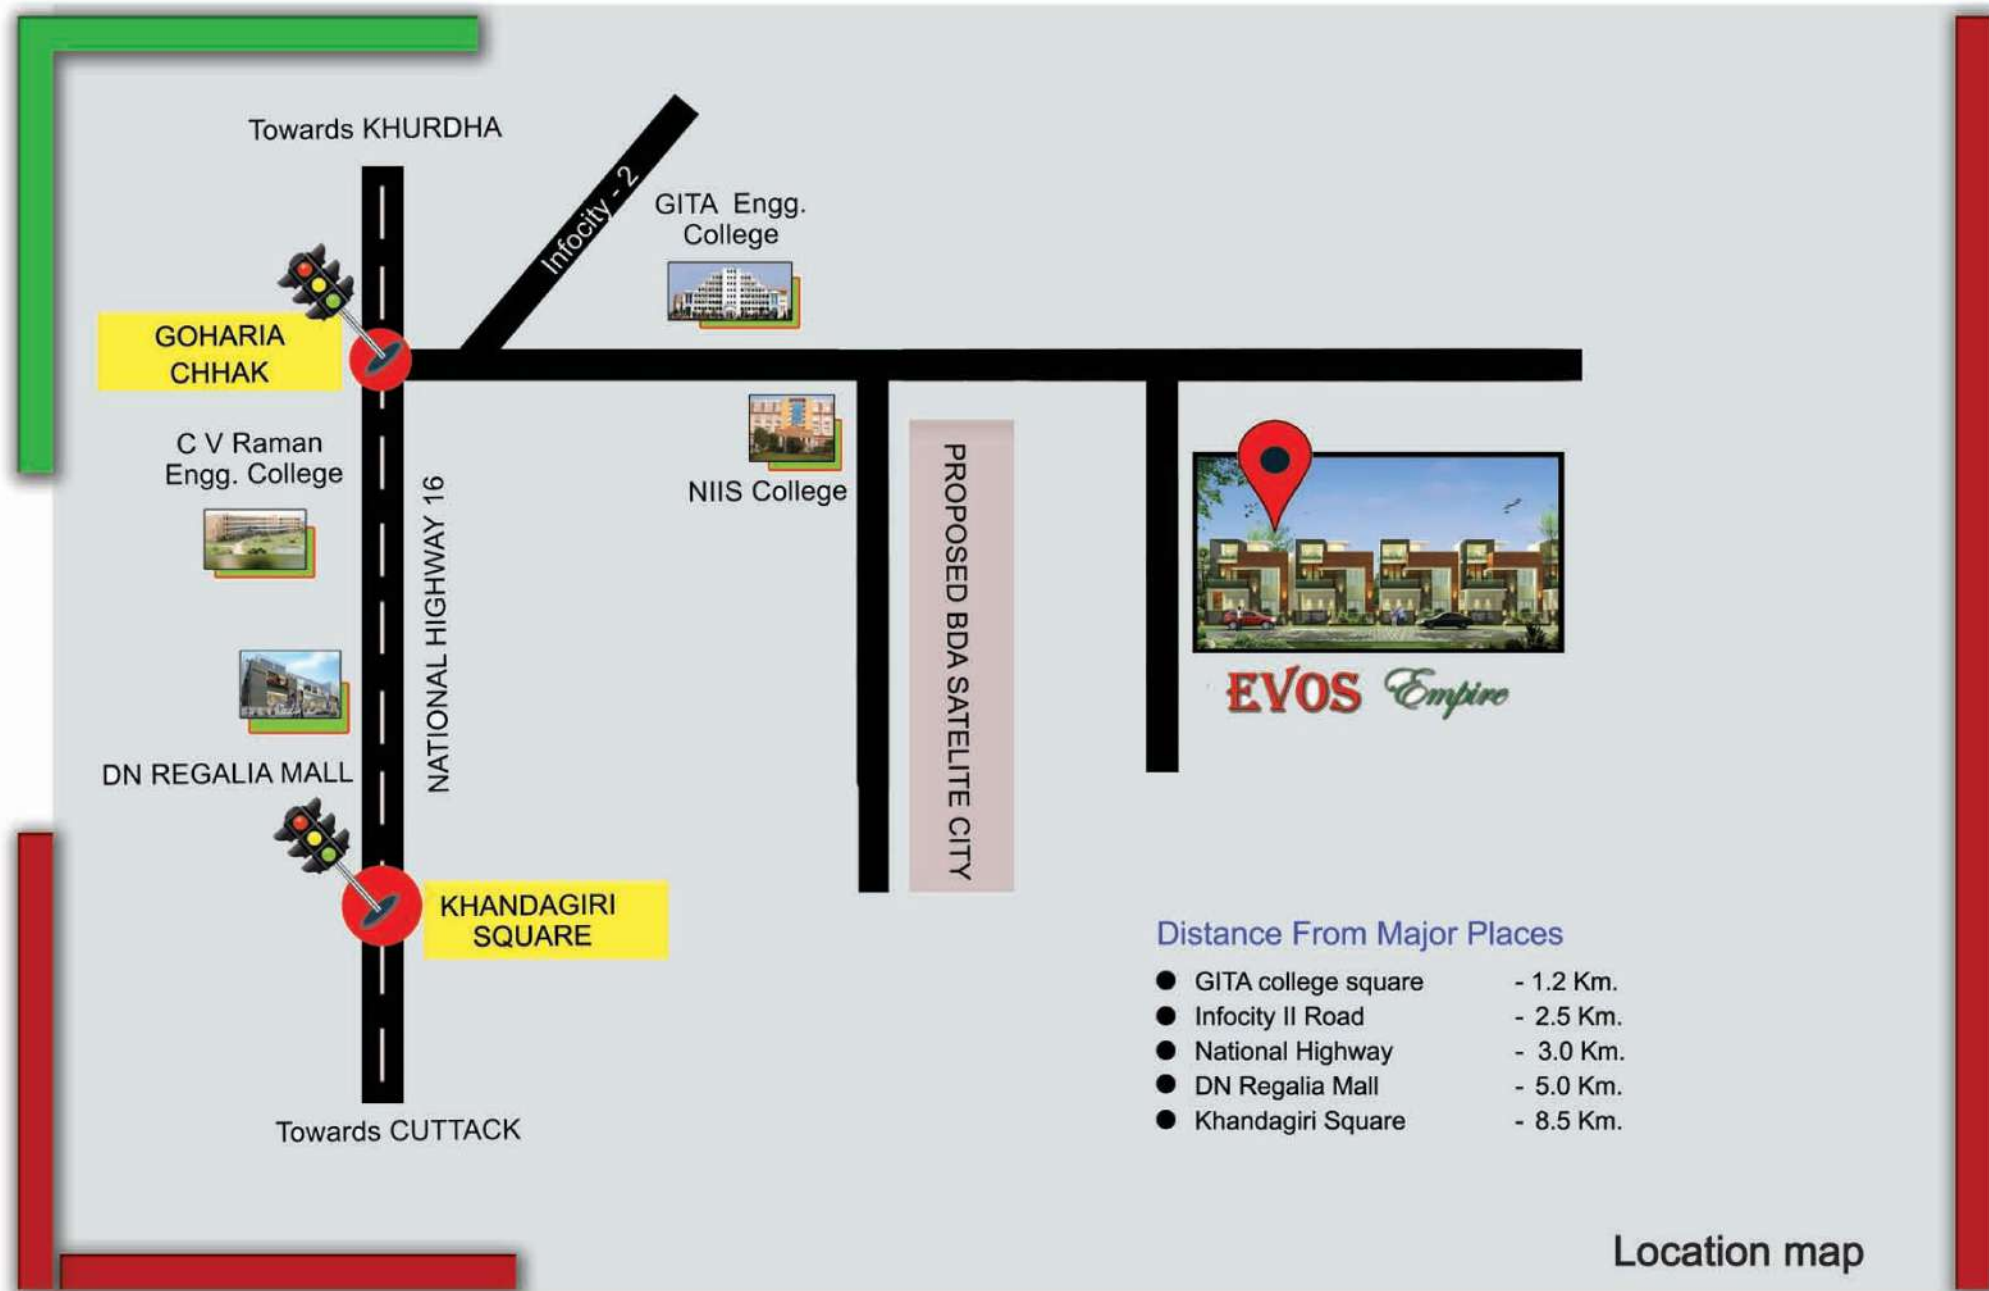 Towards KHURDHA
Infocity - 2
GITA Engg.
College
GOHARIA
CHHAK
C V Raman
Engg. College
NATIONAL HIGHWAY 16
NIIS College
PROPOSED BDA SATELITE CITY
EVOS Empire
DN REGALIA MALL
KHANDAGIRI
SQUARE
Towards CUTTACK
Distance From Major Places
● GITA college square - 1.2 Km.
● Infocity II Road - 2.5 Km.
● National Highway - 3.0 Km.
● DN Regalia Mall - 5.0 Km.
● Khandagiri Square - 8.5 Km.
Location map